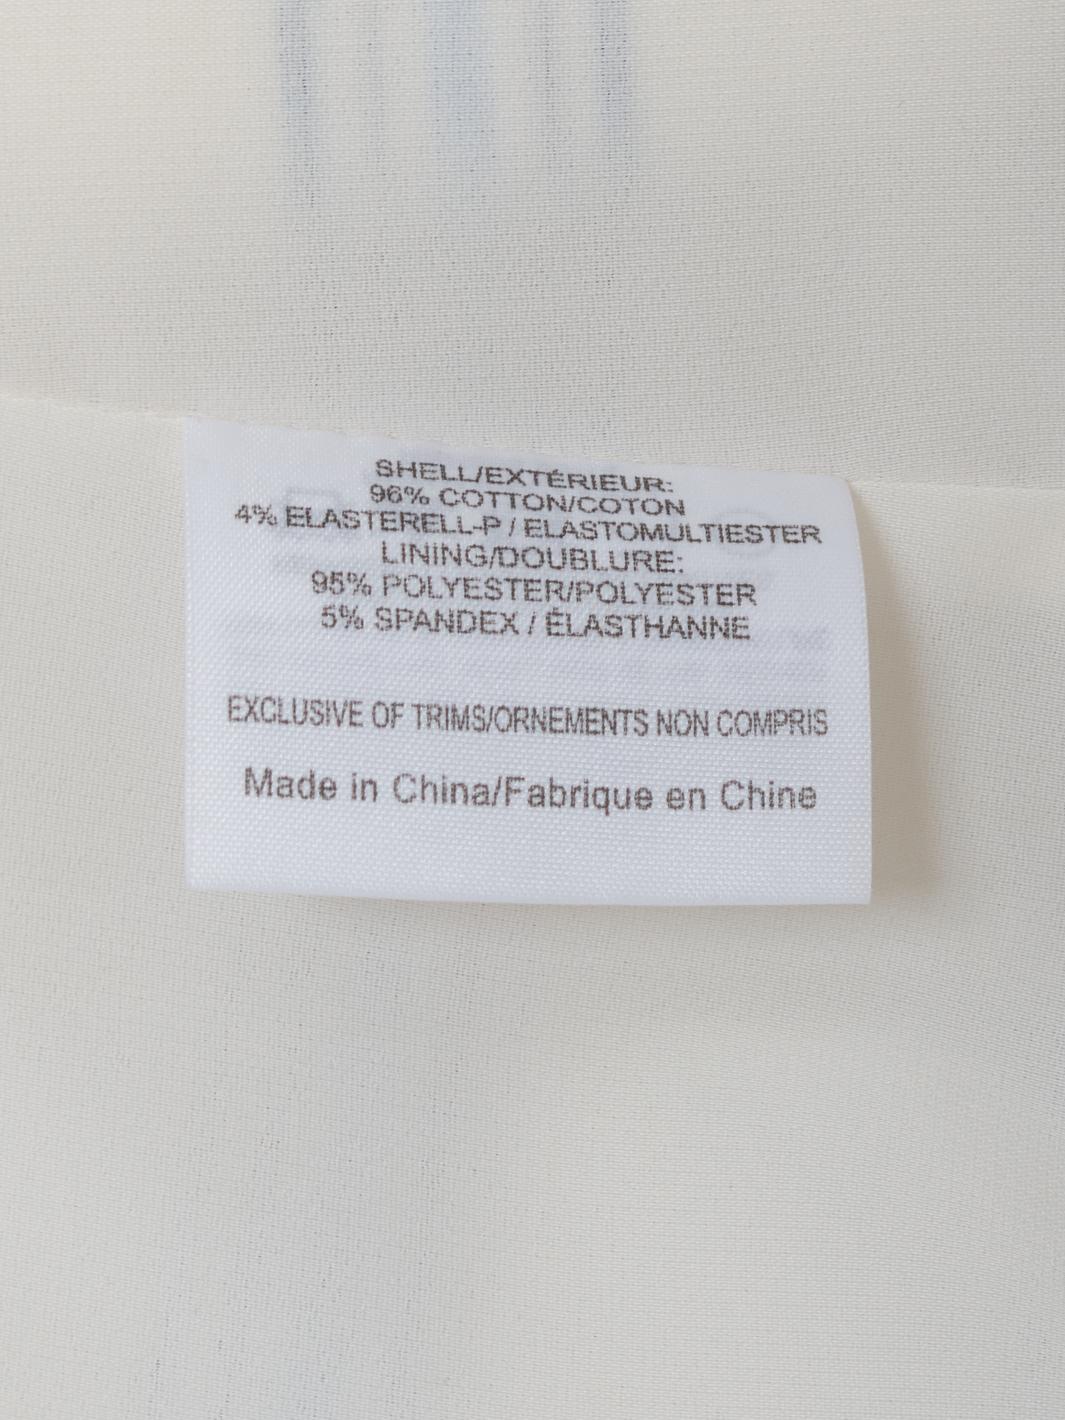 SHELL/EXTÉRIEUR:
96% COTTON/COTON
4% ELASTERELL-P / ELASTOMULTIESTER
LINING/DOUBLURE:
95% POLYESTER/POLYESTER
5% SPANDEX / ÉLASTHANNE
EXCLUSIVE OF TRIMS/ORNEMENTS NON COMPRIS
Made in China/Fabrique en Chine